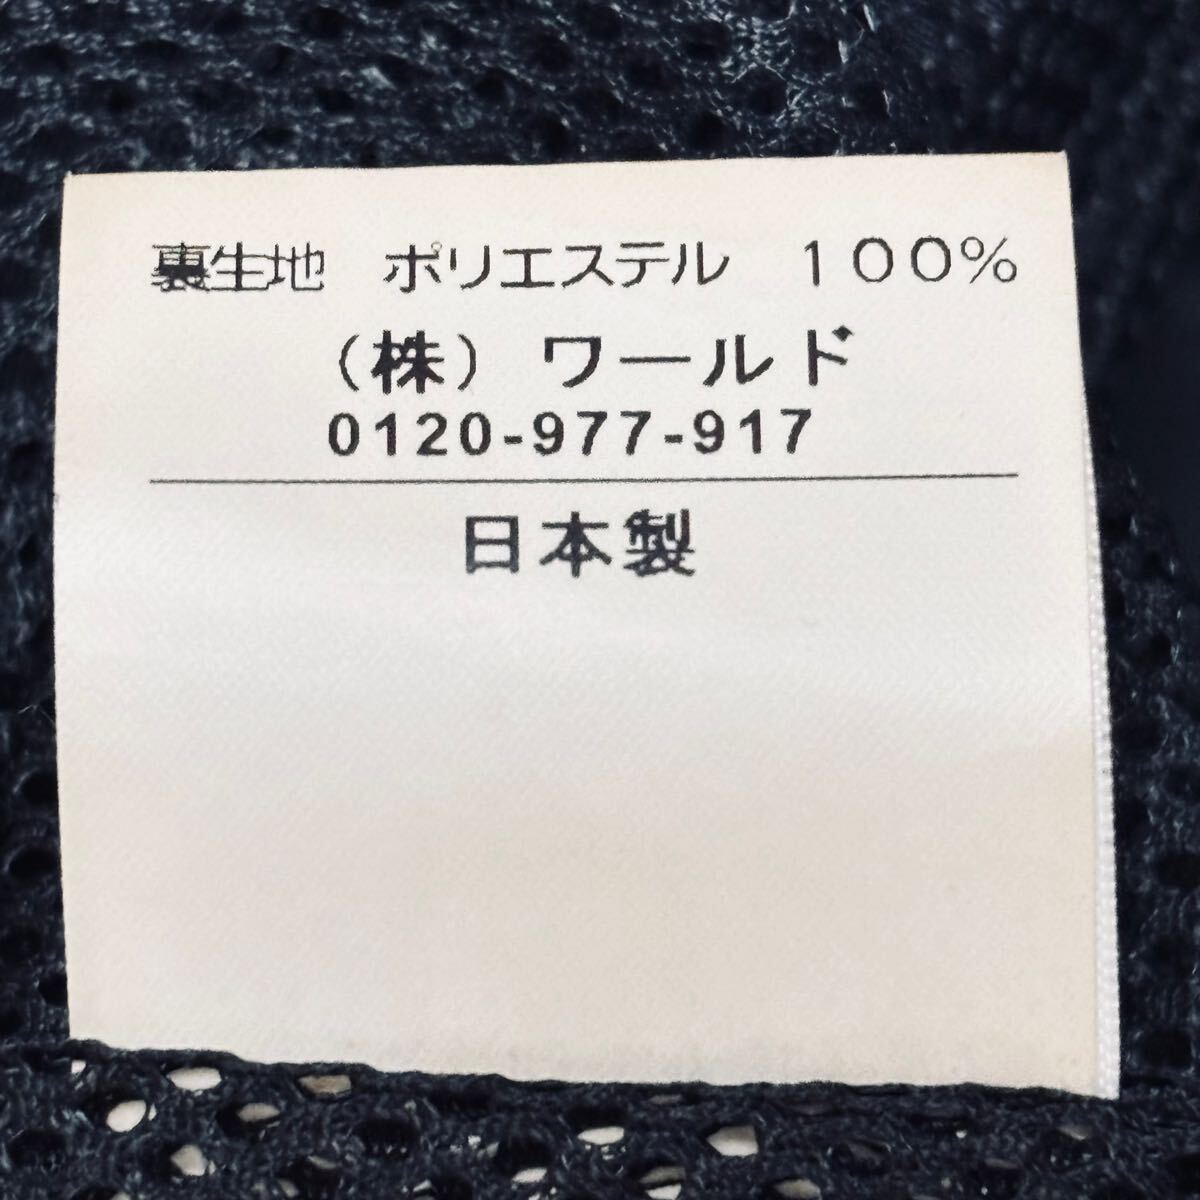 裏生地　ポリエステル　１００％
（株）ワールド
0120-977-917
日本製